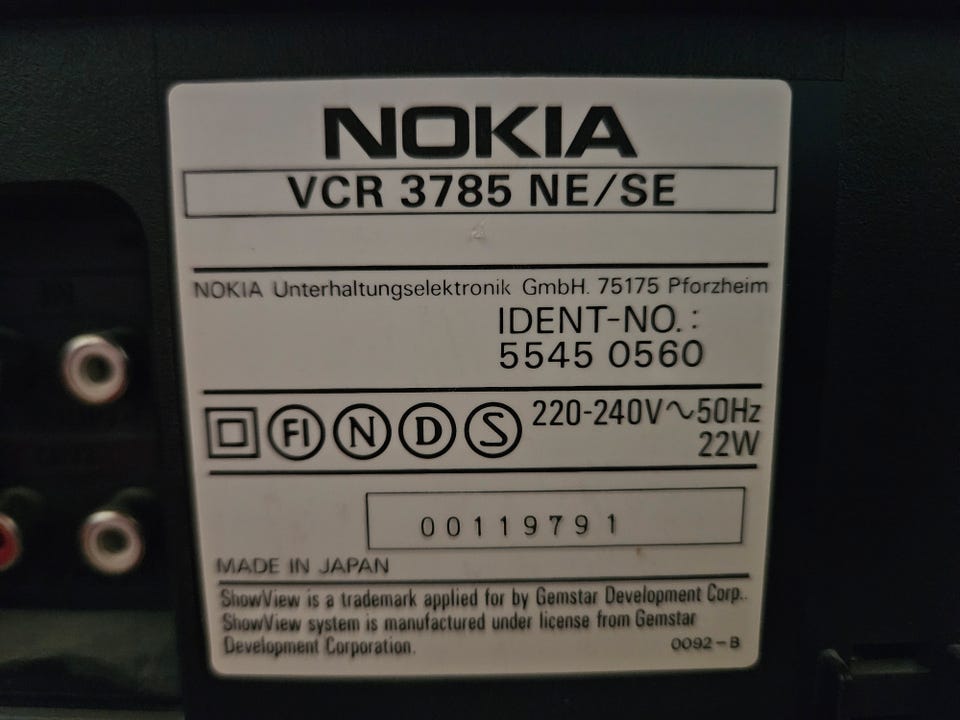 NOKIA
VCR 3785 NE/SE
NOKIA Unterhaltungselektronik GmbH. 75175 Pforzheim
IDENT-NO.:
5545 0560
FI N D S 220-240V~50Hz
22W
00119791
MADE IN JAPAN
ShowView is a trademark applied for by Gemstar Development Corp..
ShowView system is manufactured under license from Gemstar
Development Corporation.
0092-B